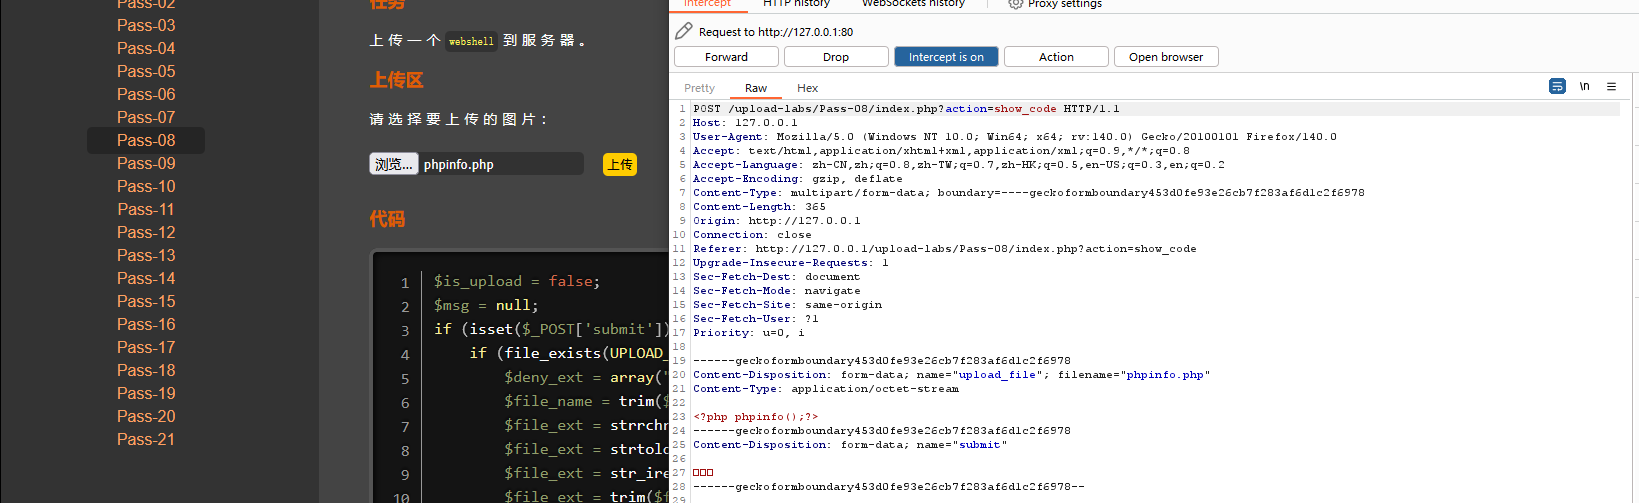 Pass-02
Pass-03
Pass-04
Pass-05
Pass-06
Pass-07
Pass-08
Pass-09
Pass-10
Pass-11
Pass-12
Pass-13
Pass-14
Pass-15
Pass-16
Pass-17
Pass-18
Pass-19
Pass-20
Pass-21
任务
上传一个 webshell 到服务器。
上传区
请选择要上传的图片：
浏览... phpinfo.php 上传
代码
1 $is_upload = false;
2 $msg = null;
3 if (isset($_POST['submit'])
4 if (file_exists(UPLOAD_
5 $deny_ext = array("
6 $file_name = trim($
7 $file_ext = strrchr
8 $file_ext = strtolo
9 $file_ext = str_ire
10 $file_ext = trim($f
Intercept HTTP history WebSockets history Proxy settings
Request to http://127.0.0.1:80
Forward Drop Intercept is on Action Open browser
Pretty Raw Hex \n
1 POST /upload-labs/Pass-08/index.php?action=show_code HTTP/1.1
2 Host: 127.0.0.1
3 User-Agent: Mozilla/5.0 (Windows NT 10.0; Win64; x64; rv:140.0) Gecko/20100101 Firefox/140.0
4 Accept: text/html,application/xhtml+xml,application/xml;q=0.9,*/*;q=0.8
5 Accept-Language: zh-CN,zh;q=0.8,zh-TW;q=0.7,zh-HK;q=0.5,en-US;q=0.3,en;q=0.2
6 Accept-Encoding: gzip, deflate
7 Content-Type: multipart/form-data; boundary=----geckoformboundary453d0fe93e26cb7f283af6d1c2f6978
8 Content-Length: 365
9 Origin: http://127.0.0.1
10 Connection: close
11 Referer: http://127.0.0.1/upload-labs/Pass-08/index.php?action=show_code
12 Upgrade-Insecure-Requests: 1
13 Sec-Fetch-Dest: document
14 Sec-Fetch-Mode: navigate
15 Sec-Fetch-Site: same-origin
16 Sec-Fetch-User: ?1
17 Priority: u=0, i
18
19 ------geckoformboundary453d0fe93e26cb7f283af6d1c2f6978
20 Content-Disposition: form-data; name="upload_file"; filename="phpinfo.php"
21 Content-Type: application/octet-stream
22
23 <?php phpinfo();?>
24 ------geckoformboundary453d0fe93e26cb7f283af6d1c2f6978
25 Content-Disposition: form-data; name="submit"
26
27 □□□
28 ------geckoformboundary453d0fe93e26cb7f283af6d1c2f6978--
29